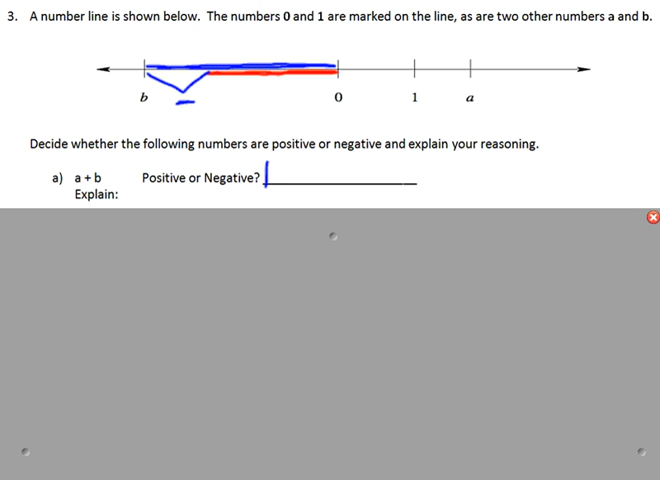 3. A number line is shown below. The numbers 0 and 1 are marked on the line, as are two other numbers a and b.
b 0 1 a
Decide whether the following numbers are positive or negative and explain your reasoning.
a) a + b Positive or Negative?
Explain: